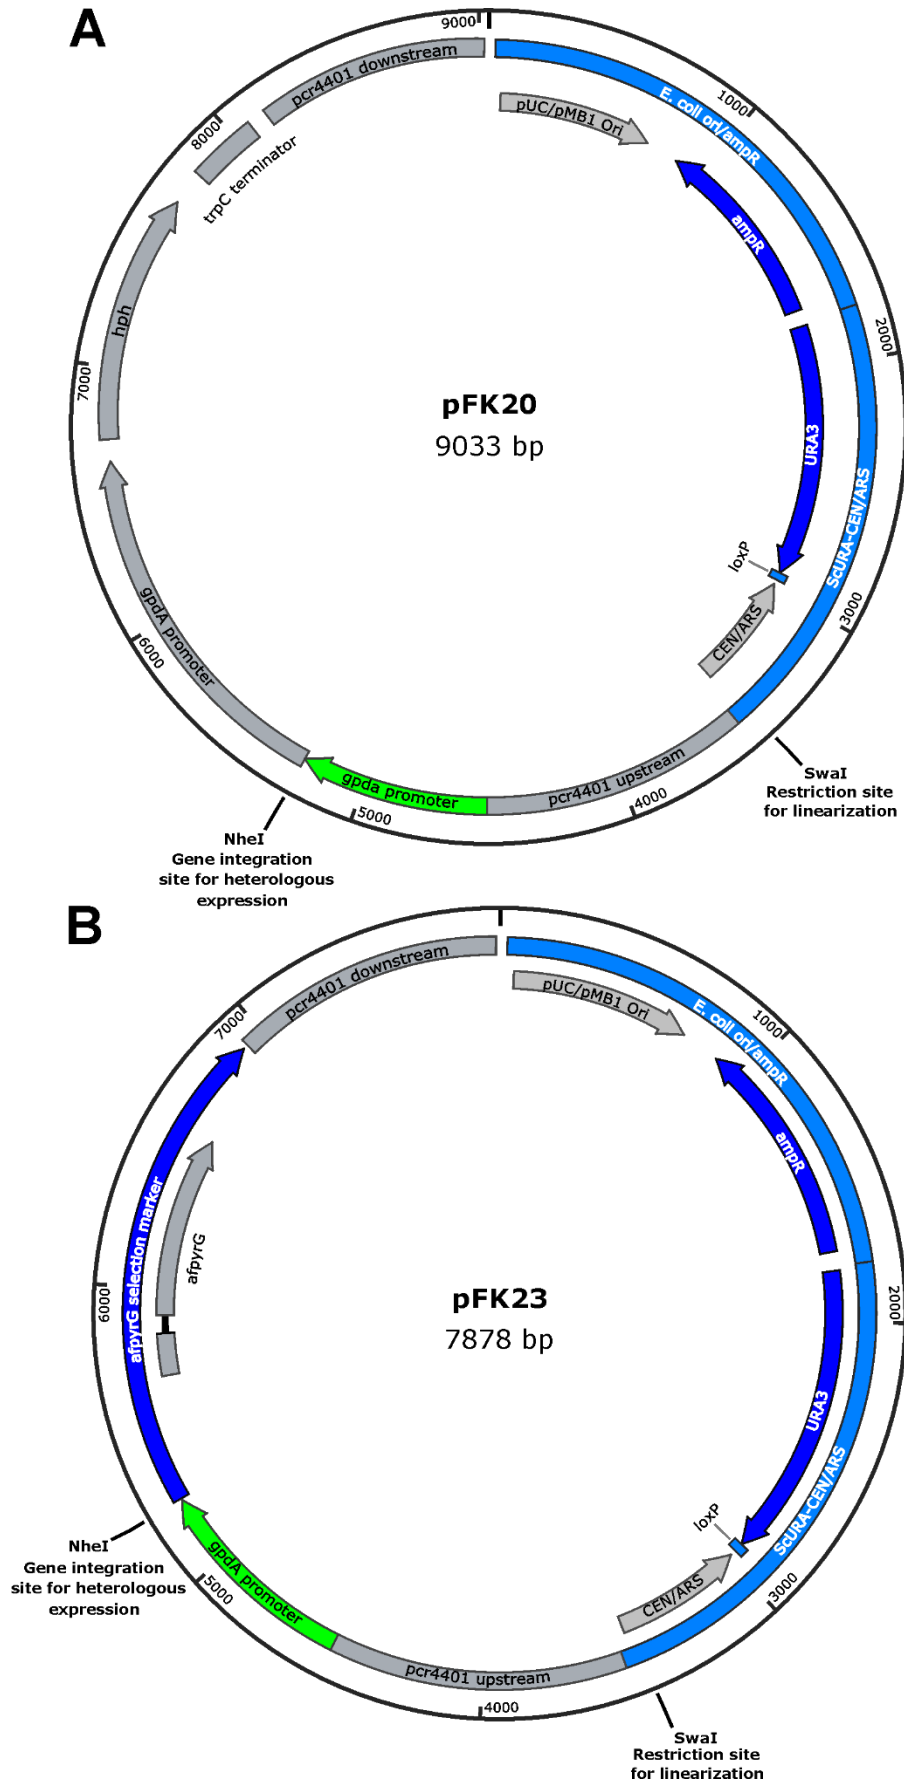 A
9000
pcr4401 downstream
E. coli ori/ampR
1000
8000
pUC/pMB1 Ori
trpC terminator
ampR
hph
2000
7000
pFK20
9033 bp
URA3
ScURA-CEN/ARS
loxP
CEN/ARS
3000
gpdA promoter
6000
SwaI
Restriction site
for linearization
gpda promoter
pcr4401 upstream
4000
5000
NheI
Gene integration
site for heterologous
expression
B
pcr4401 downstream
pUC/pMB1 Ori
E. coli ori/ampR
1000
7000
ampR
afpyrG selection marker
afpyrG
6000
pFK23
7878 bp
2000
URA3
ScURA-CEN/ARS
loxP
NheI
Gene integration
site for heterologous
expression
gpdA promoter
5000
CEN/ARS
3000
pcr4401 upstream
4000
SwaI
Restriction site
for linearization